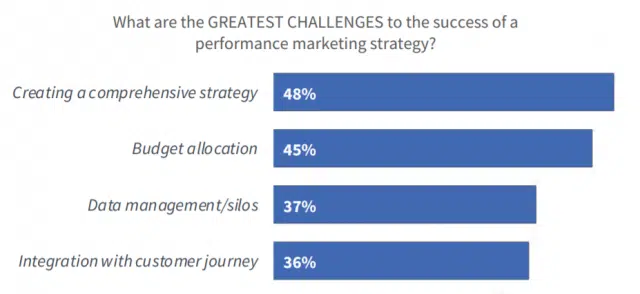 What are the GREATEST CHALLENGES to the success of a
performance marketing strategy?
Creating a comprehensive strategy 48%
Budget allocation 45%
Data management/silos 37%
Integration with customer journey 36%